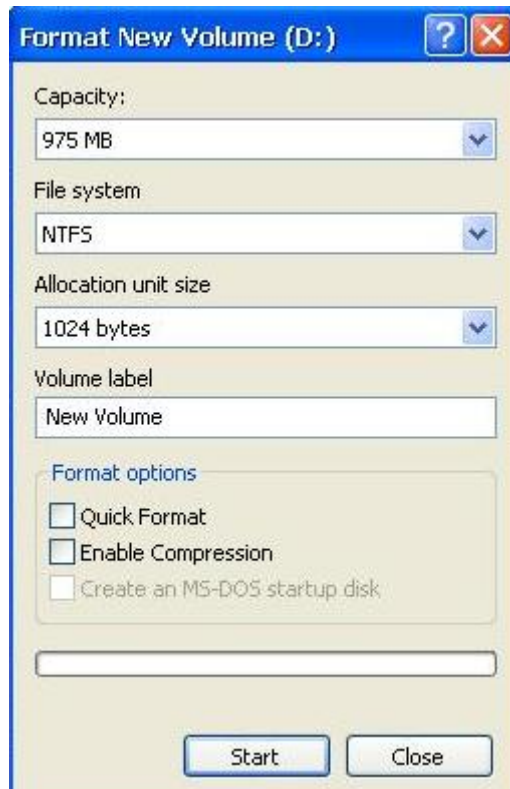 Format New Volume (D:)
Capacity:
975 MB
File system
NTFS
Allocation unit size
1024 bytes
Volume label
New Volume
Format options
Quick Format
Enable Compression
Create an MS-DOS startup disk
Start
Close